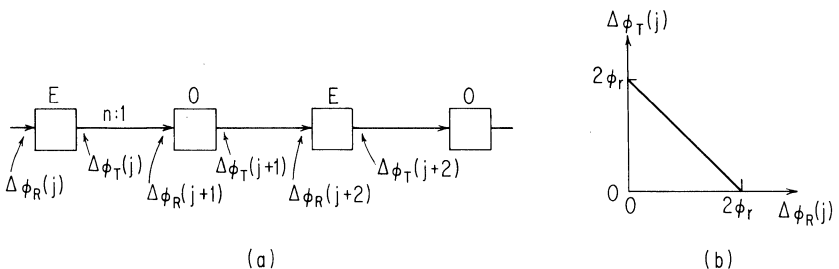 E O E O
n:1
Δϕ_R(j) Δϕ_T(j) Δϕ_R(j+1) Δϕ_T(j+1) Δϕ_R(j+2) Δϕ_T(j+2)
(a)
Δϕ_T(j)
2ϕ_r
0
0 2ϕ_r Δϕ_R(j)
(b)